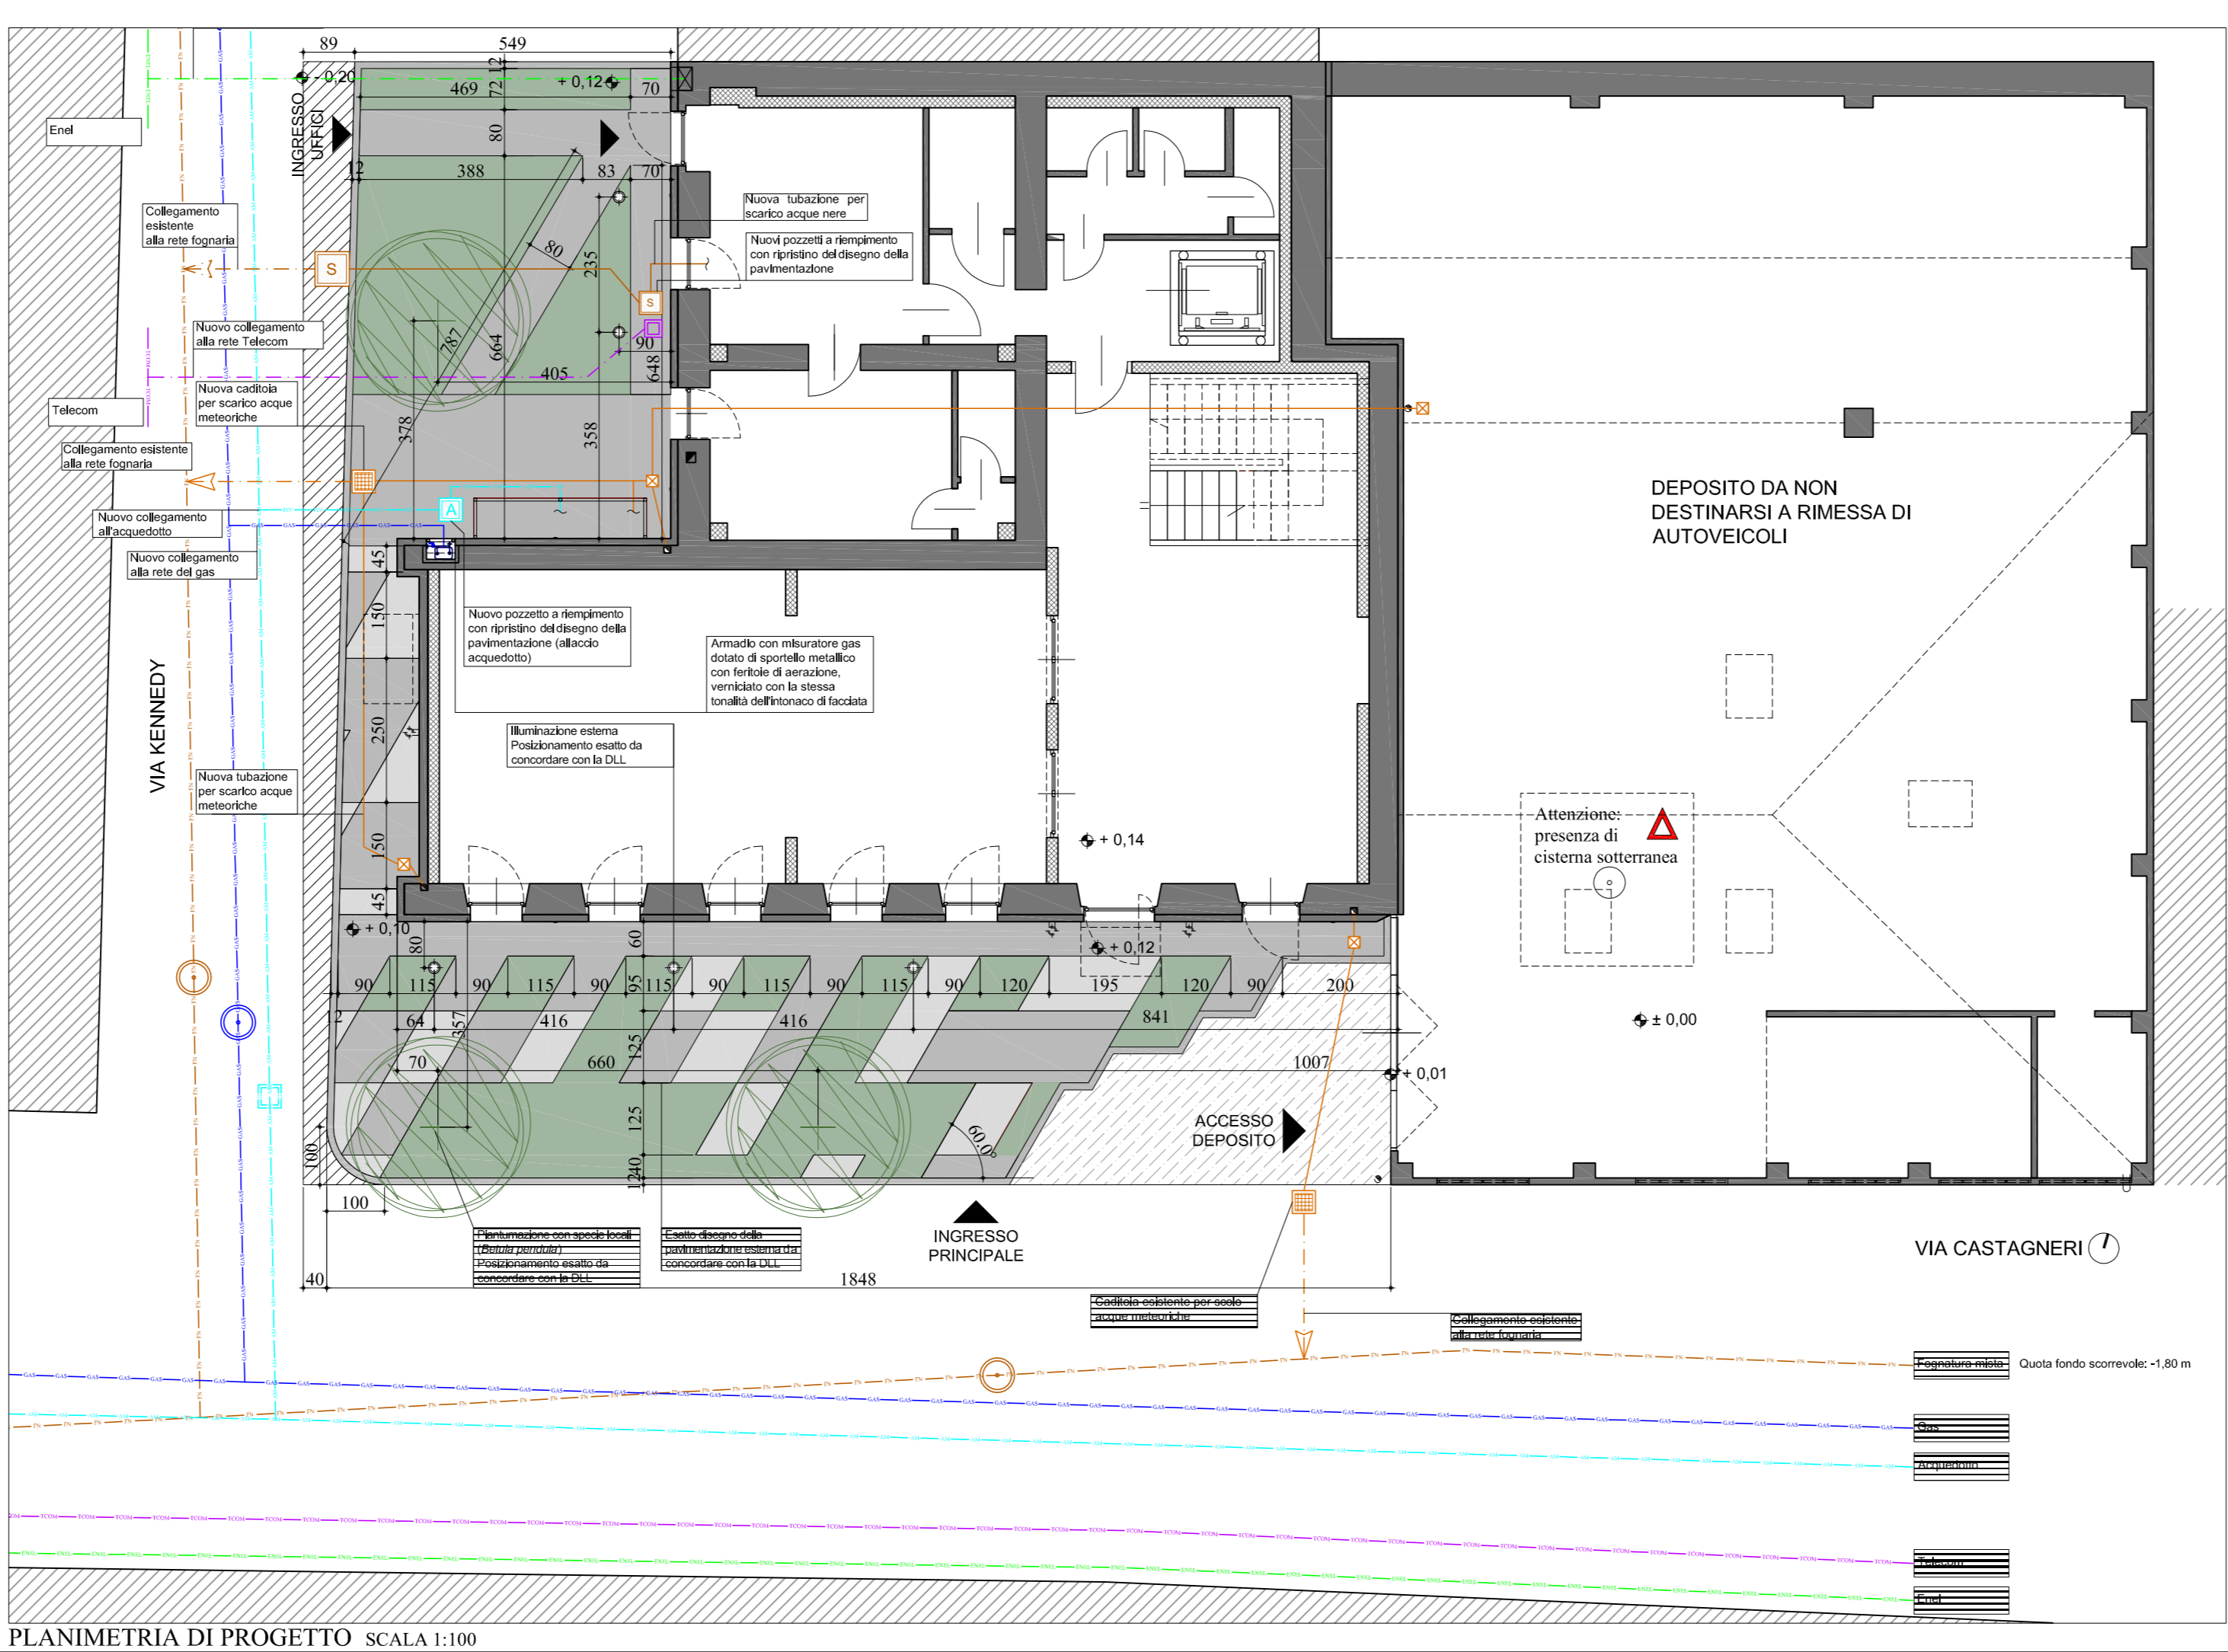 89
549
- 0,20
12
72
469
+ 0,12
70
Enel
INGRESSO
UFFICI
80
12
388
83
70
Collegamento
esistente
alla rete fognaria
Nuova tubazione per
scarico acque nere
Nuovi pozzetti a riempimento
con ripristino del disegno della
pavimentazione
80
235
S
S
Nuovo collegamento
alla rete Telecom
787
664
90
648
405
Nuova caditoia
per scarico acque
meteoriche
Telecom
378
358
Collegamento esistente
alla rete fognaria
DEPOSITO DA NON
DESTINARSI A RIMESSA DI
AUTOVEICOLI
A
Nuovo collegamento
all'acquedotto
Nuovo collegamento
alla rete del gas
45
150
250
150
45
Nuovo pozzetto a riempimento
con ripristino del disegno della
pavimentazione (allaccio
acquedotto)
Armadio con misuratore gas
dotato di sportello metallico
con feritoie di aerazione,
verniciato con la stessa
tonalità dell'intonaco di facciata
VIA KENNEDY
Illuminazione esterna
Posizionamento esatto da
concordare con la DLL
Nuova tubazione
per scarico acque
meteoriche
Attenzione:
presenza di
cisterna sotterranea
+ 0,14
+ 0,10
80
60
+ 0,12
90
115
90
115
90
115
90
115
90
115
90
120
195
120
90
200
95
12
64
357
416
416
841
± 0,00
125
70
660
1007
+ 0,01
125
60.0°
ACCESSO
DEPOSITO
100
40
12
100
INGRESSO
PRINCIPALE
Piantumazione con specie locali
(Betula pendula)
Posizionamento esatto da
concordare con la DLL
Esatto disegno della
pavimentazione esterna da
concordare con la DLL
VIA CASTAGNERI
40
1848
Caditoia esistente per scolo
acque meteoriche
Collegamento esistente
alla rete fognaria
Fognatura mista
Quota fondo scorrevole: -1,80 m
Gas
Acquedotto
Telecom
Enel
PLANIMETRIA DI PROGETTO SCALA 1:100